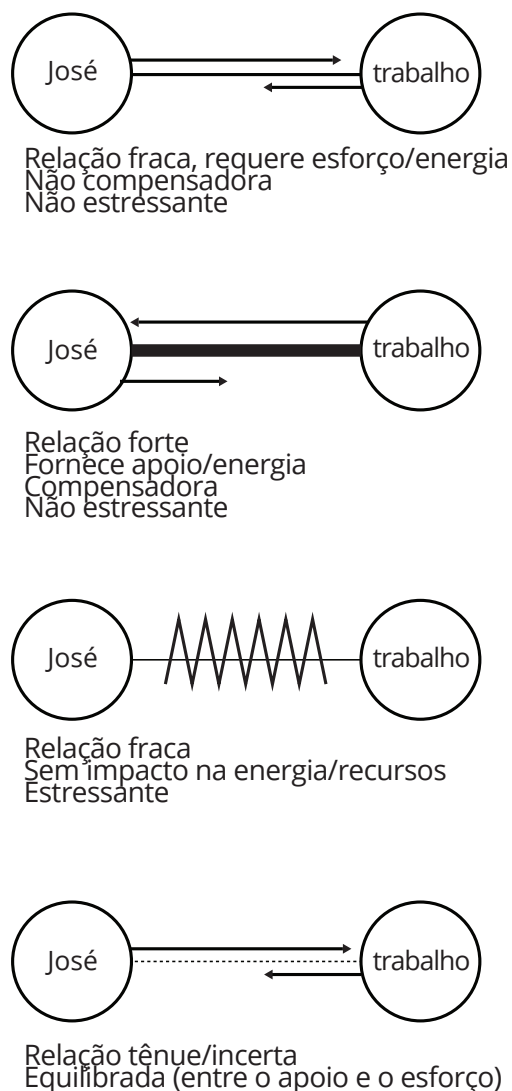 José trabalho
Relação fraca, requere esforço/energia
Não compensadora
Não estressante
José trabalho
Relação forte
Fornece apoio/energia
Compensadora
Não estressante
José trabalho
Relação fraca
Sem impacto na energia/recursos
Estressante
José trabalho
Relação tênue/incerta
Equilibrada (entre o apoio e o esforço)